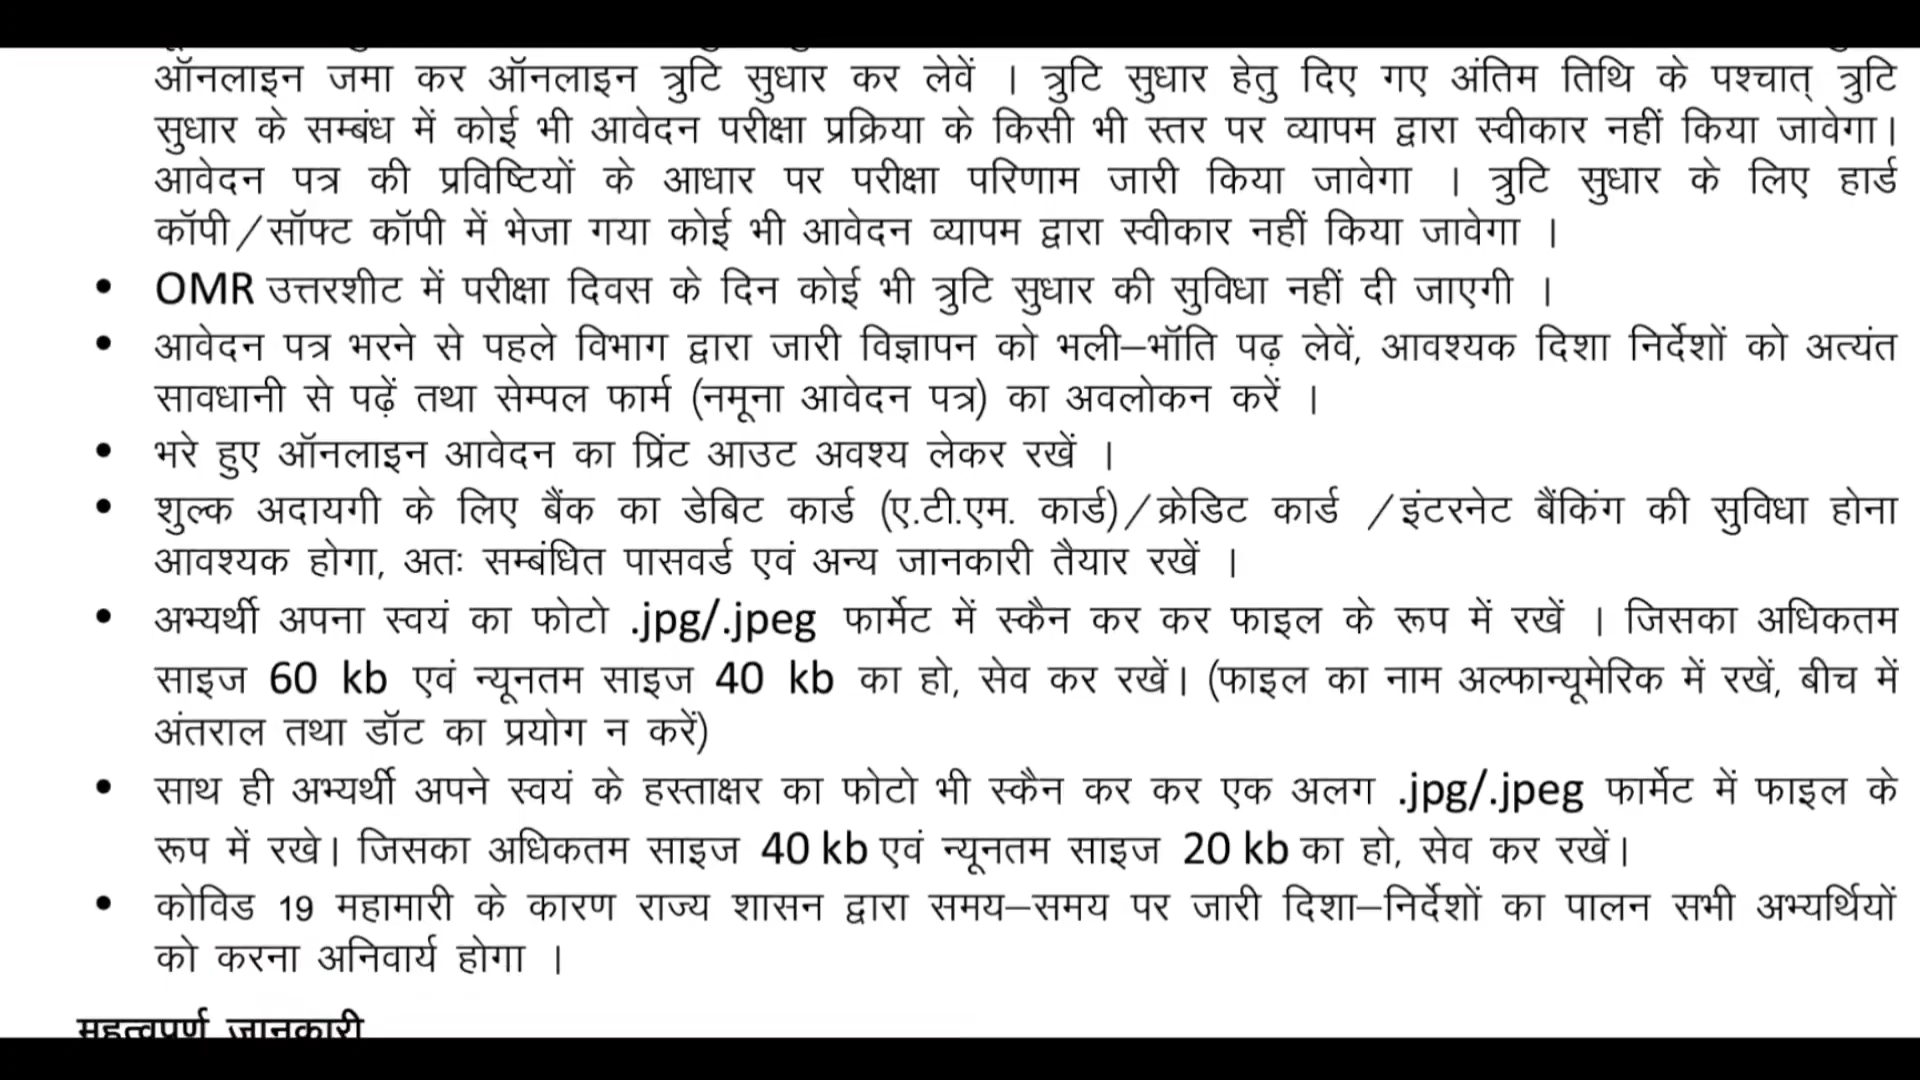 ऑनलाइन जमा कर ऑनलाइन त्रुटि सुधार कर लेवें । त्रुटि सुधार हेतु दिए गए अंतिम तिथि के पश्चात् त्रुटि
सुधार के सम्बंध में कोई भी आवेदन परीक्षा प्रक्रिया के किसी भी स्तर पर व्यापम द्वारा स्वीकार नहीं किया जावेगा।
आवेदन पत्र की प्रविष्टियों के आधार पर परीक्षा परिणाम जारी किया जावेगा । त्रुटि सुधार के लिए हार्ड
कॉपी/सॉफ्ट कॉपी में भेजा गया कोई भी आवेदन व्यापम द्वारा स्वीकार नहीं किया जावेगा ।
• OMR उत्तरशीट में परीक्षा दिवस के दिन कोई भी त्रुटि सुधार की सुविधा नहीं दी जाएगी ।
• आवेदन पत्र भरने से पहले विभाग द्वारा जारी विज्ञापन को भली–भॉति पढ़ लेवें, आवश्यक दिशा निर्देशों को अत्यंत
सावधानी से पढ़ें तथा सेम्पल फार्म (नमूना आवेदन पत्र) का अवलोकन करें ।
• भरे हुए ऑनलाइन आवेदन का प्रिंट आउट अवश्य लेकर रखें ।
• शुल्क अदायगी के लिए बैंक का डेबिट कार्ड (ए.टी.एम. कार्ड)/क्रेडिट कार्ड /इंटरनेट बैंकिंग की सुविधा होना
आवश्यक होगा, अतः सम्बंधित पासवर्ड एवं अन्य जानकारी तैयार रखें ।
• अभ्यर्थी अपना स्वयं का फोटो .jpg/.jpeg फार्मेट में स्कैन कर कर फाइल के रूप में रखें । जिसका अधिकतम
साइज 60 kb एवं न्यूनतम साइज 40 kb का हो, सेव कर रखें। (फाइल का नाम अल्फान्यूमेरिक में रखें, बीच में
अंतराल तथा डॉट का प्रयोग न करें)
• साथ ही अभ्यर्थी अपने स्वयं के हस्ताक्षर का फोटो भी स्कैन कर कर एक अलग .jpg/.jpeg फार्मेट में फाइल के
रूप में रखे। जिसका अधिकतम साइज 40 kb एवं न्यूनतम साइज 20 kb का हो, सेव कर रखें।
• कोविड 19 महामारी के कारण राज्य शासन द्वारा समय–समय पर जारी दिशा–निर्देशों का पालन सभी अभ्यर्थियों
को करना अनिवार्य होगा ।
महत्वपूर्ण जानकारी